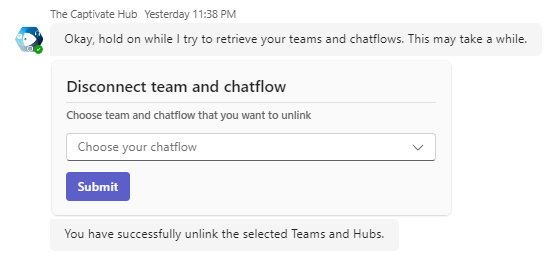 The Captivate Hub Yesterday 11:38 PM
Okay, hold on while I try to retrieve your teams and chatflows. This may take a while.
Disconnect team and chatflow
Choose team and chatflow that you want to unlink
Choose your chatflow
Submit
You have successfully unlink the selected Teams and Hubs.